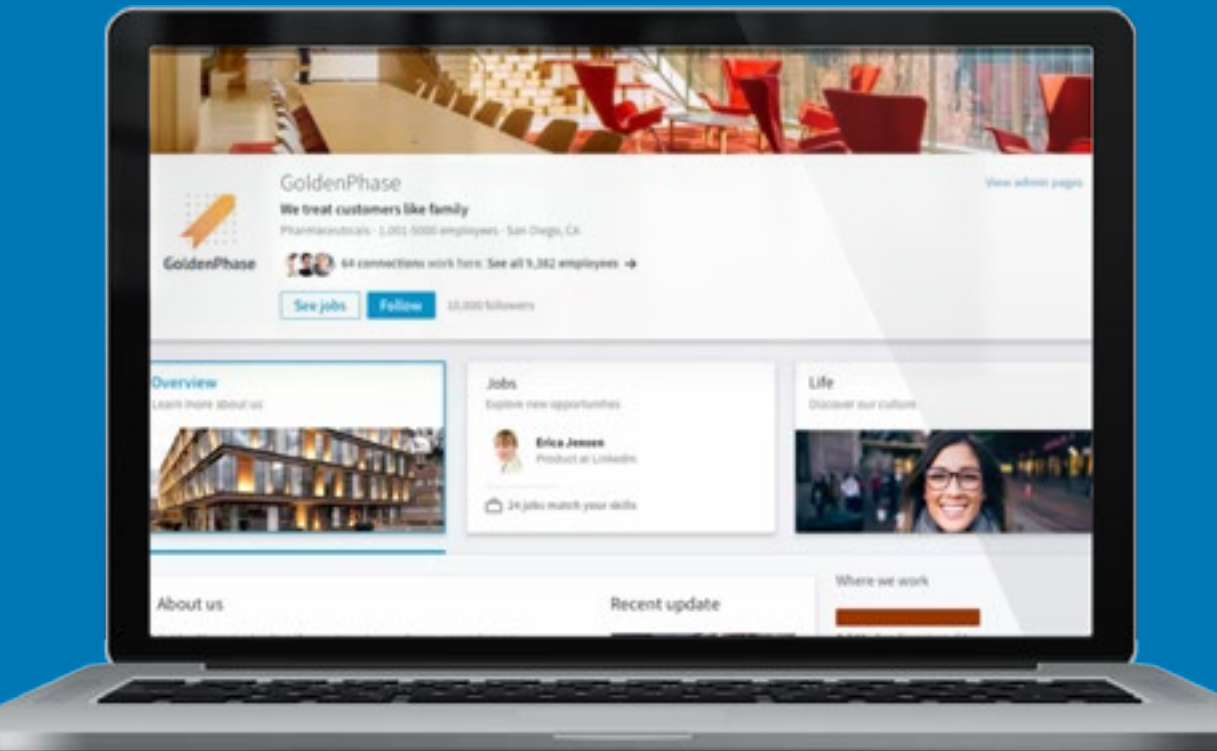 GoldenPhase
View admin pages
We treat customers like family
Pharmaceuticals · 1,001-5000 employees · San Diego, CA
GoldenPhase
64 connections work here. See all 9,382 employees →
See jobs
Follow
10,000 followers
Overview
Learn more about us
Jobs
Explore new opportunities
Erica Jensen
Product at LinkedIn
24 jobs match your skills
Life
Discover our culture
About us
Recent update
Where we work